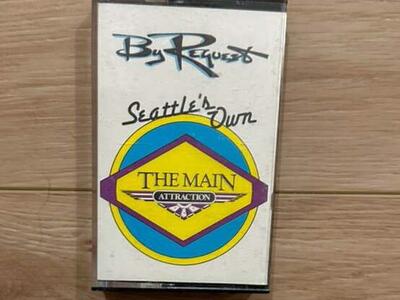 By Request
Seattle's
Own
THE MAIN
ATTRACTION